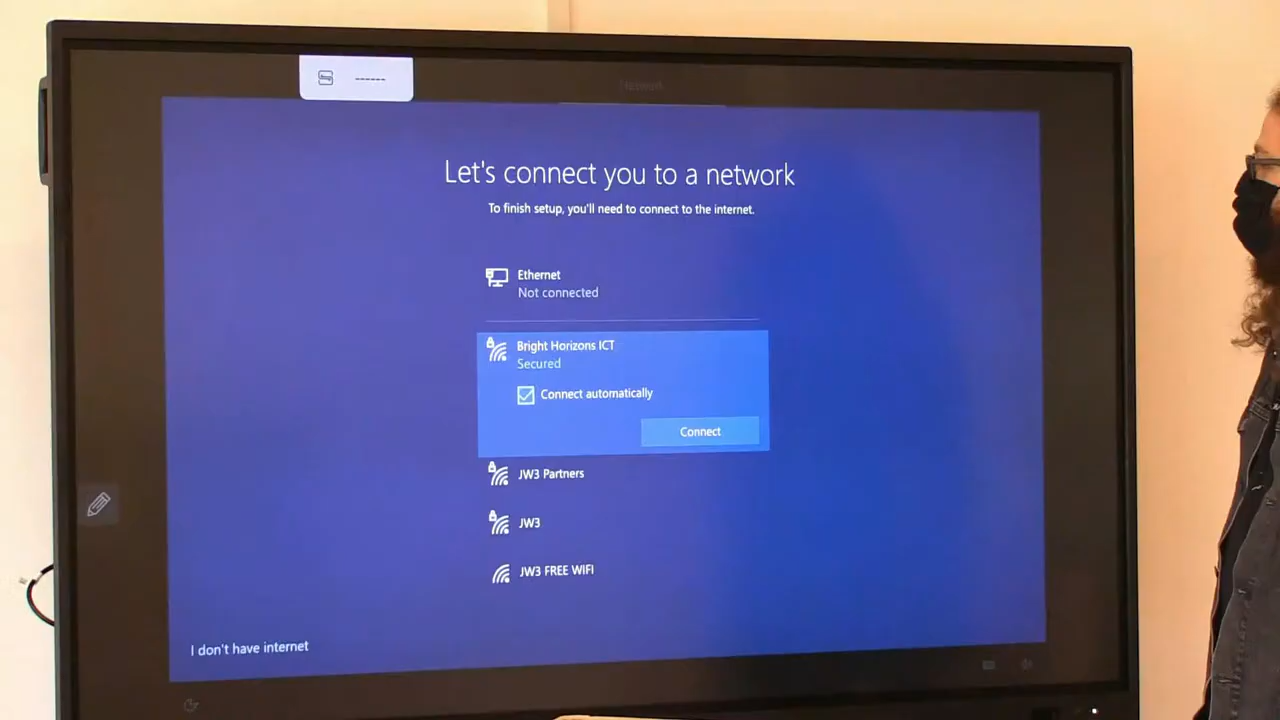 Network
Let's connect you to a network
To finish setup, you'll need to connect to the internet.
Ethernet
Not connected
Bright Horizons ICT
Secured
Connect automatically
Connect
JW3 Partners
JW3
JW3 FREE WIFI
I don't have internet